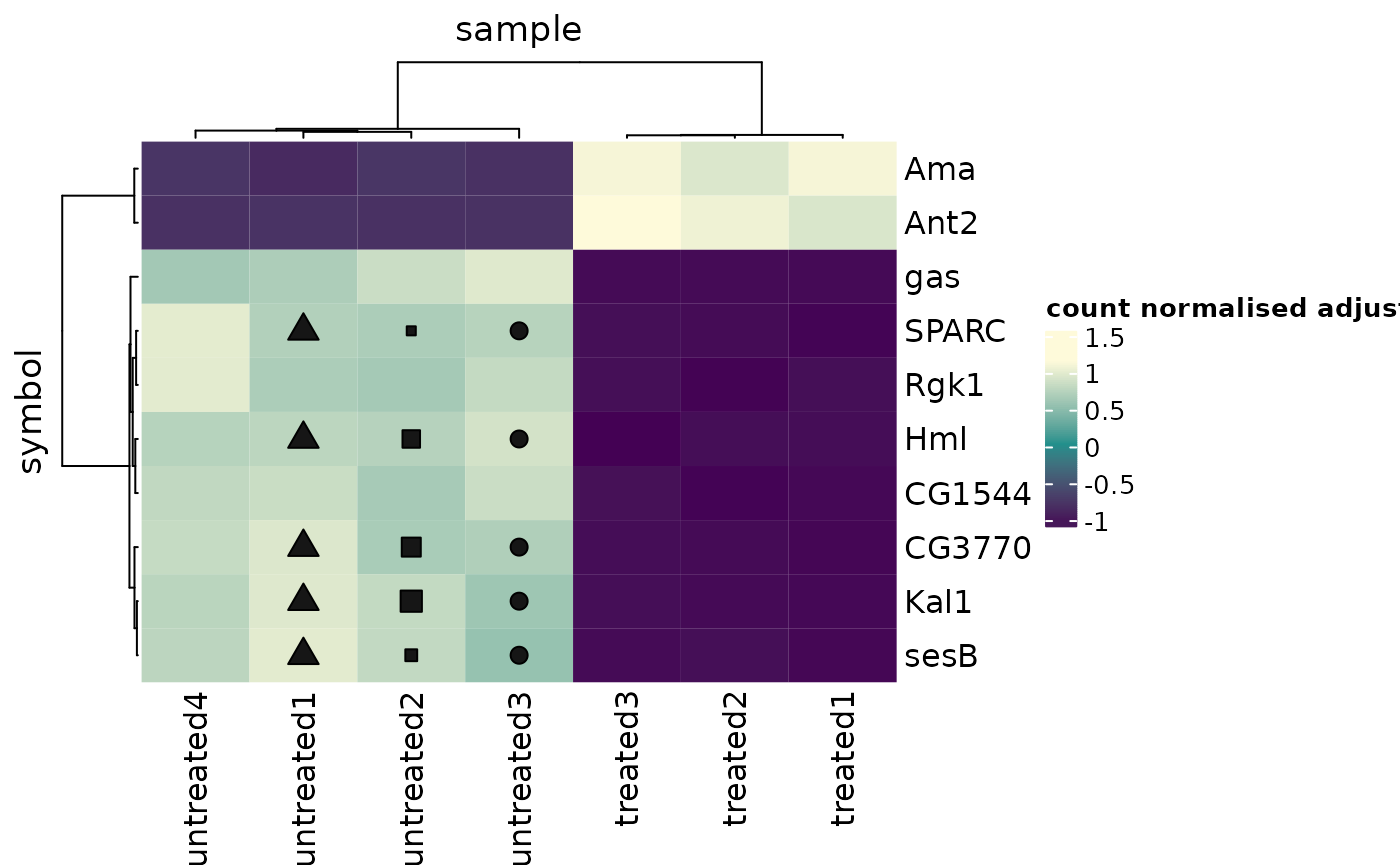 sample
symbol
Ama
Ant2
gas
SPARC
Rgk1
Hml
CG1544
CG3770
Kal1
sesB
untreated4
untreated1
untreated2
untreated3
treated3
treated2
treated1
count normalised adjust
1.5
1
0.5
0
-0.5
-1